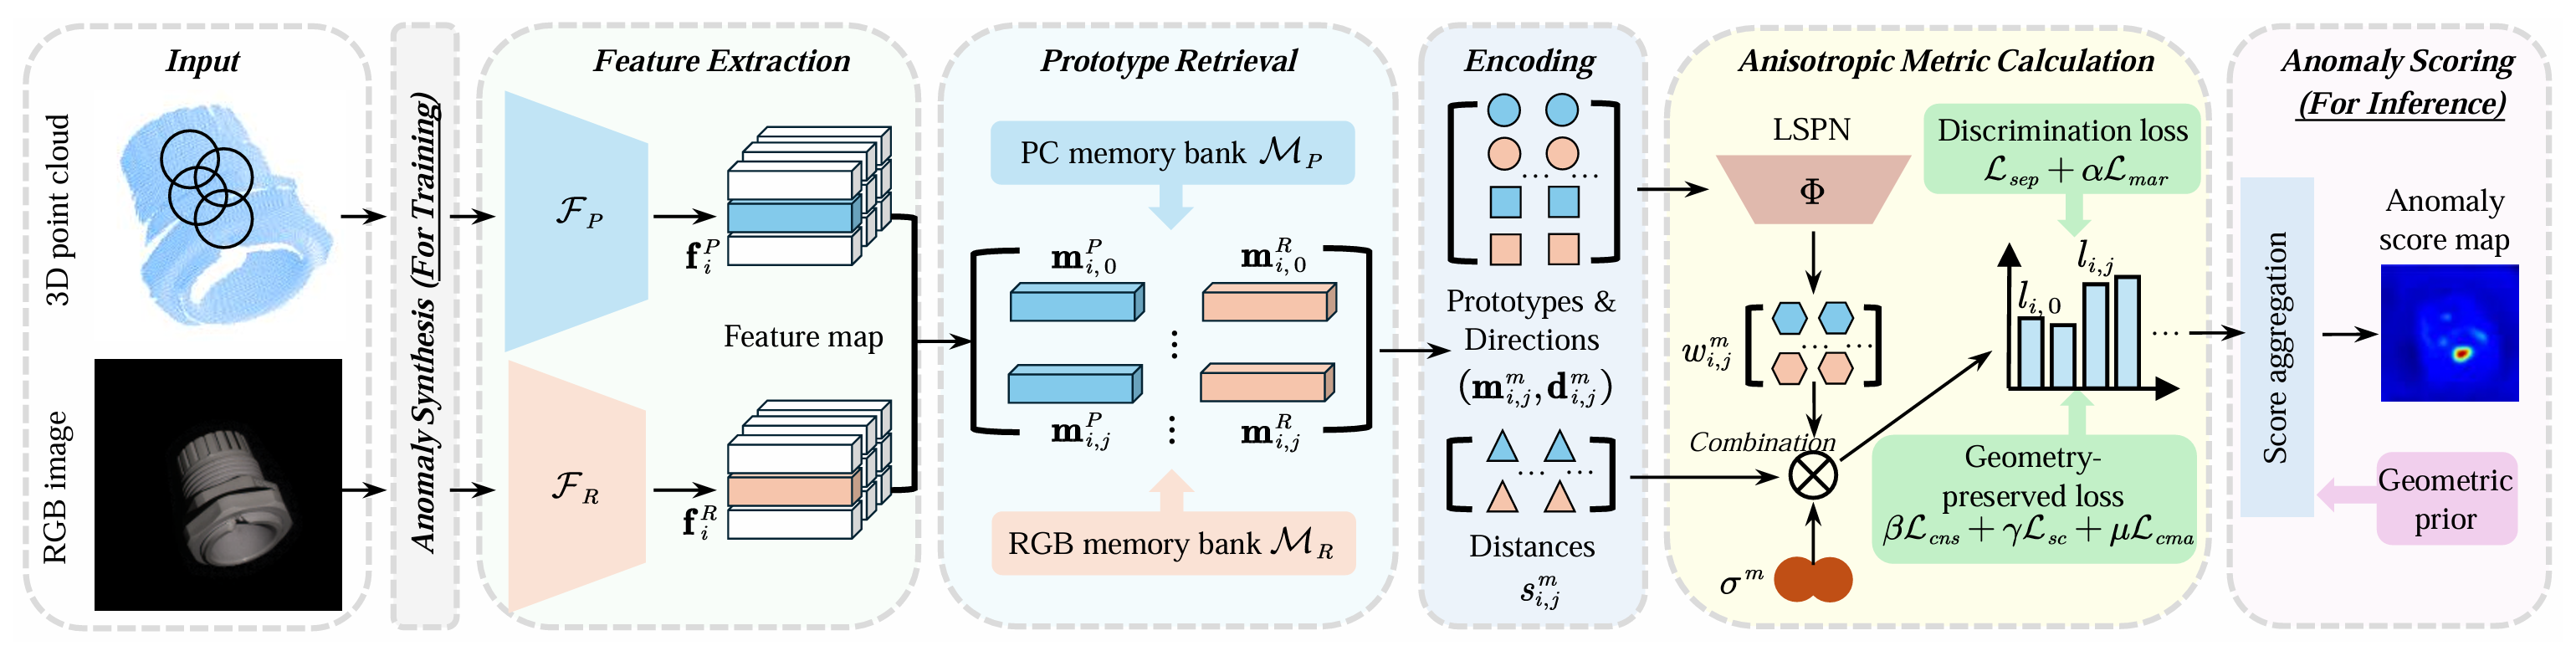 Input
3D point cloud
RGB image
Anomaly Synthesis (For Training)
Feature Extraction
$\mathcal{F}_P$
$\mathbf{f}_i^P$
Feature map
$\mathcal{F}_R$
$\mathbf{f}_i^R$
Prototype Retrieval
PC memory bank $\mathcal{M}_P$
$\mathbf{m}_{i,0}^P$ $\mathbf{m}_{i,0}^R$
⋮
$\mathbf{m}_{i,j}^P$ ⋮ $\mathbf{m}_{i,j}^R$
RGB memory bank $\mathcal{M}_R$
Encoding
... ...
Prototypes &
Directions
$(\mathbf{m}_{i,j}^m, \mathbf{d}_{i,j}^m)$
... ...
Distances
$s_{i,j}^m$
Anisotropic Metric Calculation
LSPN
Φ
$w_{i,j}^m$
... ...
Combination
$\sigma^m$
Discrimination loss
$\mathcal{L}_{sep} + \alpha\mathcal{L}_{mar}$
$l_{i,j}$
$l_{i,0}$
...
Geometry-
preserved loss
$\beta\mathcal{L}_{cns} + \gamma\mathcal{L}_{sc} + \mu\mathcal{L}_{cma}$
Anomaly Scoring
(For Inference)
Score aggregation
Anomaly
score map
Geometric
prior